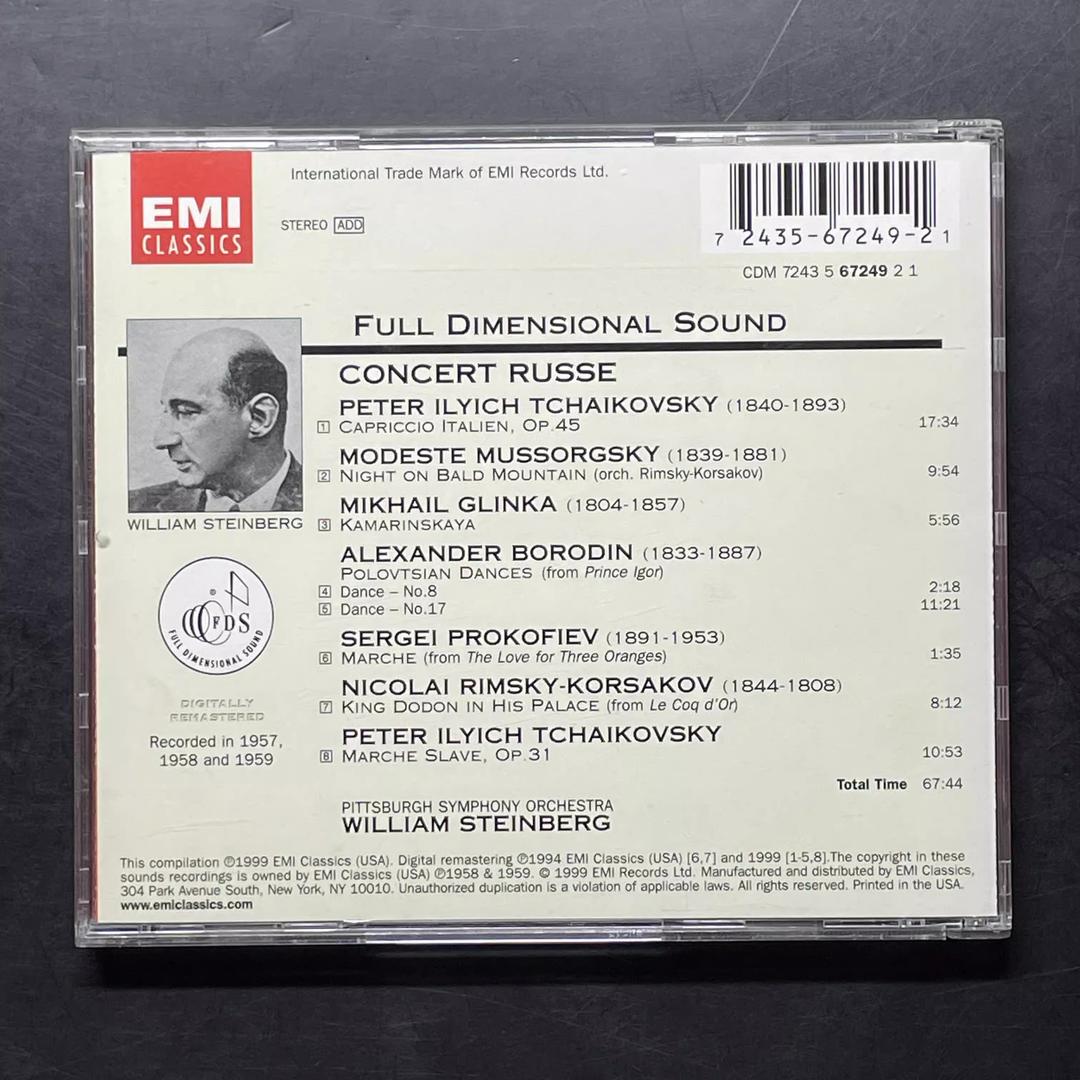 EMI
CLASSICS
International Trade Mark of EMI Records Ltd.
STEREO ADD
7 2435-67249-2 1
CDM 7243 5 67249 2 1
FULL DIMENSIONAL SOUND
CONCERT RUSSE
PETER ILYICH TCHAIKOVSKY (1840-1893)
1 CAPRICCIO ITALIEN, OP.45 17:34
MODESTE MUSSORGSKY (1839-1881)
2 NIGHT ON BALD MOUNTAIN (orch. Rimsky-Korsakov) 9:54
MIKHAIL GLINKA (1804-1857)
3 KAMARINSKAYA 5:56
ALEXANDER BORODIN (1833-1887)
POLOVTSIAN DANCES (from Prince Igor)
4 Dance – No.8 2:18
5 Dance – No.17 11:21
SERGEI PROKOFIEV (1891-1953)
6 MARCHE (from The Love for Three Oranges) 1:35
NICOLAI RIMSKY-KORSAKOV (1844-1808)
7 KING DODON IN HIS PALACE (from Le Coq d'Or) 8:12
PETER ILYICH TCHAIKOVSKY
8 MARCHE SLAVE, OP.31 10:53
Total Time 67:44
PITTSBURGH SYMPHONY ORCHESTRA
WILLIAM STEINBERG
WILLIAM STEINBERG
® FDS
FULL DIMENSIONAL SOUND
DIGITALLY
REMASTERED
Recorded in 1957,
1958 and 1959
This compilation ℗1999 EMI Classics (USA). Digital remastering ℗1994 EMI Classics (USA) [6,7] and 1999 [1-5,8].The copyright in these
sounds recordings is owned by EMI Classics (USA) ℗1958 & 1959. © 1999 EMI Records Ltd. Manufactured and distributed by EMI Classics,
304 Park Avenue South, New York, NY 10010. Unauthorized duplication is a violation of applicable laws. All rights reserved. Printed in the USA.
www.emiclassics.com